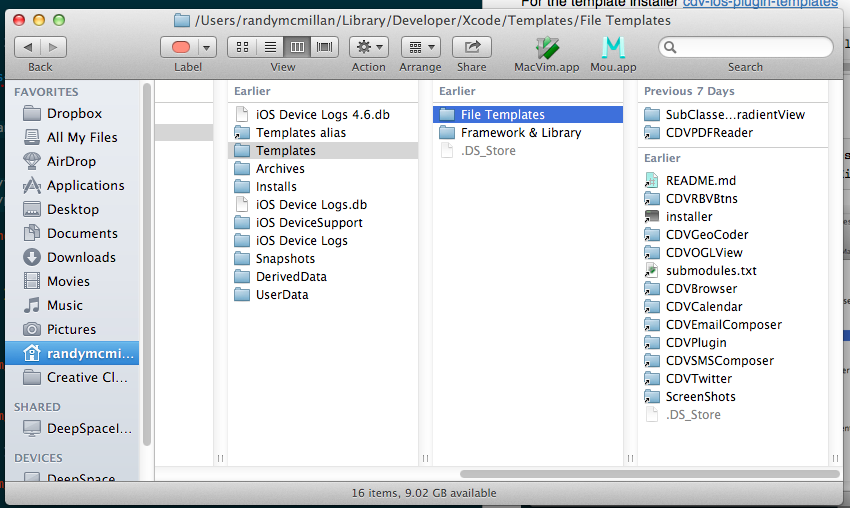 For the template installer cdv-ios-plugin-templates
/Users/randymcmillan/Library/Developer/Xcode/Templates/File Templates
Back
Label
View
Action
Arrange
Share
MacVim.app
Mou.app
Search
FAVORITES
Dropbox
All My Files
AirDrop
Applications
Desktop
Documents
Downloads
Movies
Music
Pictures
randymcmi...
Creative Cl...
SHARED
DeepSpaceI...
DEVICES
DeepSpace
Earlier
iOS Device Logs 4.6.db
Templates alias
Templates
Archives
Installs
iOS Device Logs.db
iOS DeviceSupport
iOS Device Logs
Snapshots
DerivedData
UserData
Earlier
File Templates
Framework & Library
.DS_Store
Previous 7 Days
SubClasse...radientView
CDVPDFReader
Earlier
README.md
CDVRBVBtns
installer
CDVGeoCoder
CDVOGLView
submodules.txt
CDVBrowser
CDVCalendar
CDVEmailComposer
CDVPlugin
CDVSMSComposer
CDVTwitter
ScreenShots
.DS_Store
16 items, 9.02 GB available